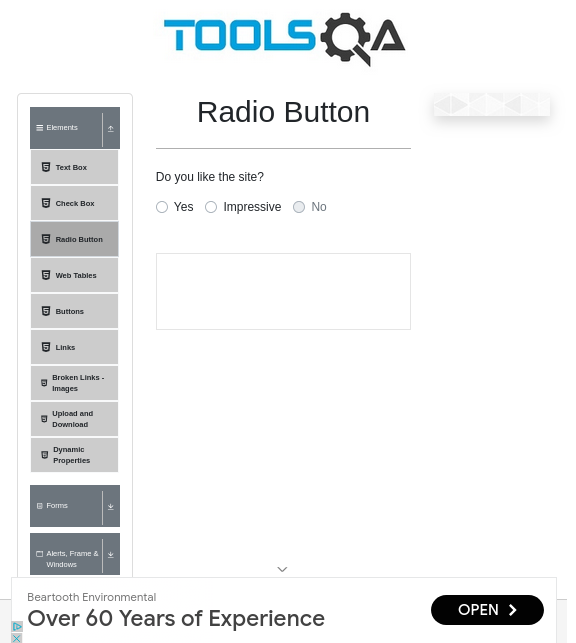 TOOLSQA
Radio Button
Elements
Text Box
Check Box
Radio Button
Web Tables
Buttons
Links
Broken Links -
Images
Upload and
Download
Dynamic
Properties
Forms
Alerts, Frame &
Windows
Do you like the site?
Yes Impressive No
Beartooth Environmental
Over 60 Years of Experience
OPEN